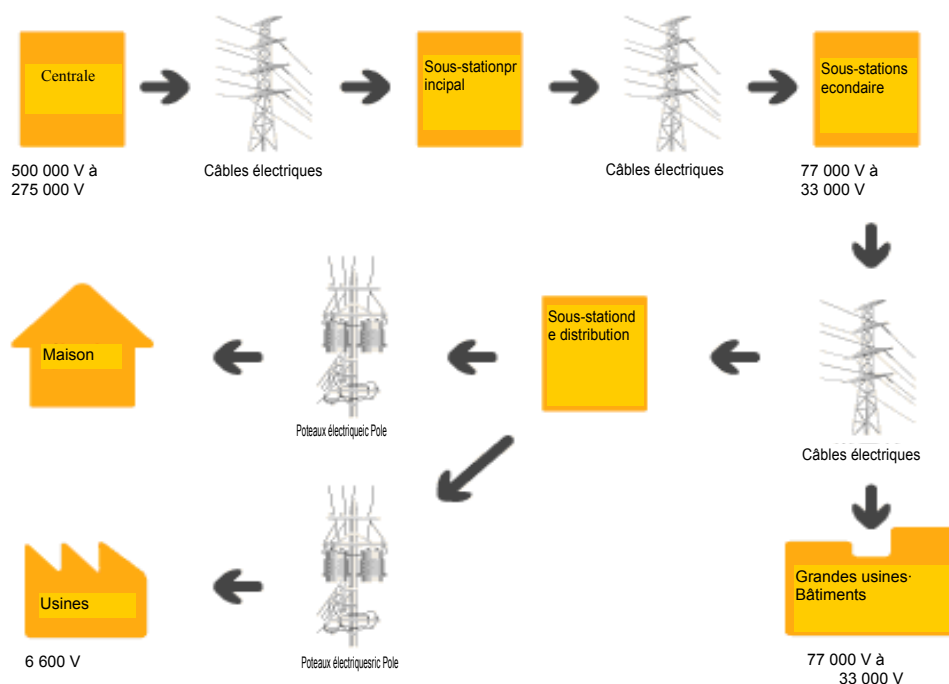 Centrale
500 000 V à
275 000 V
Câbles électriques
Sous-stationpr
incipal
Câbles électriques
Sous-stations
econdaire
77 000 V à
33 000 V
Maison
Poteaux électriqueic Pole
Sous-stationd
e distribution
Câbles électriques
Usines
6 600 V
Poteaux électriquesric Pole
Grandes usines·
Bâtiments
77 000 V à
33 000 V